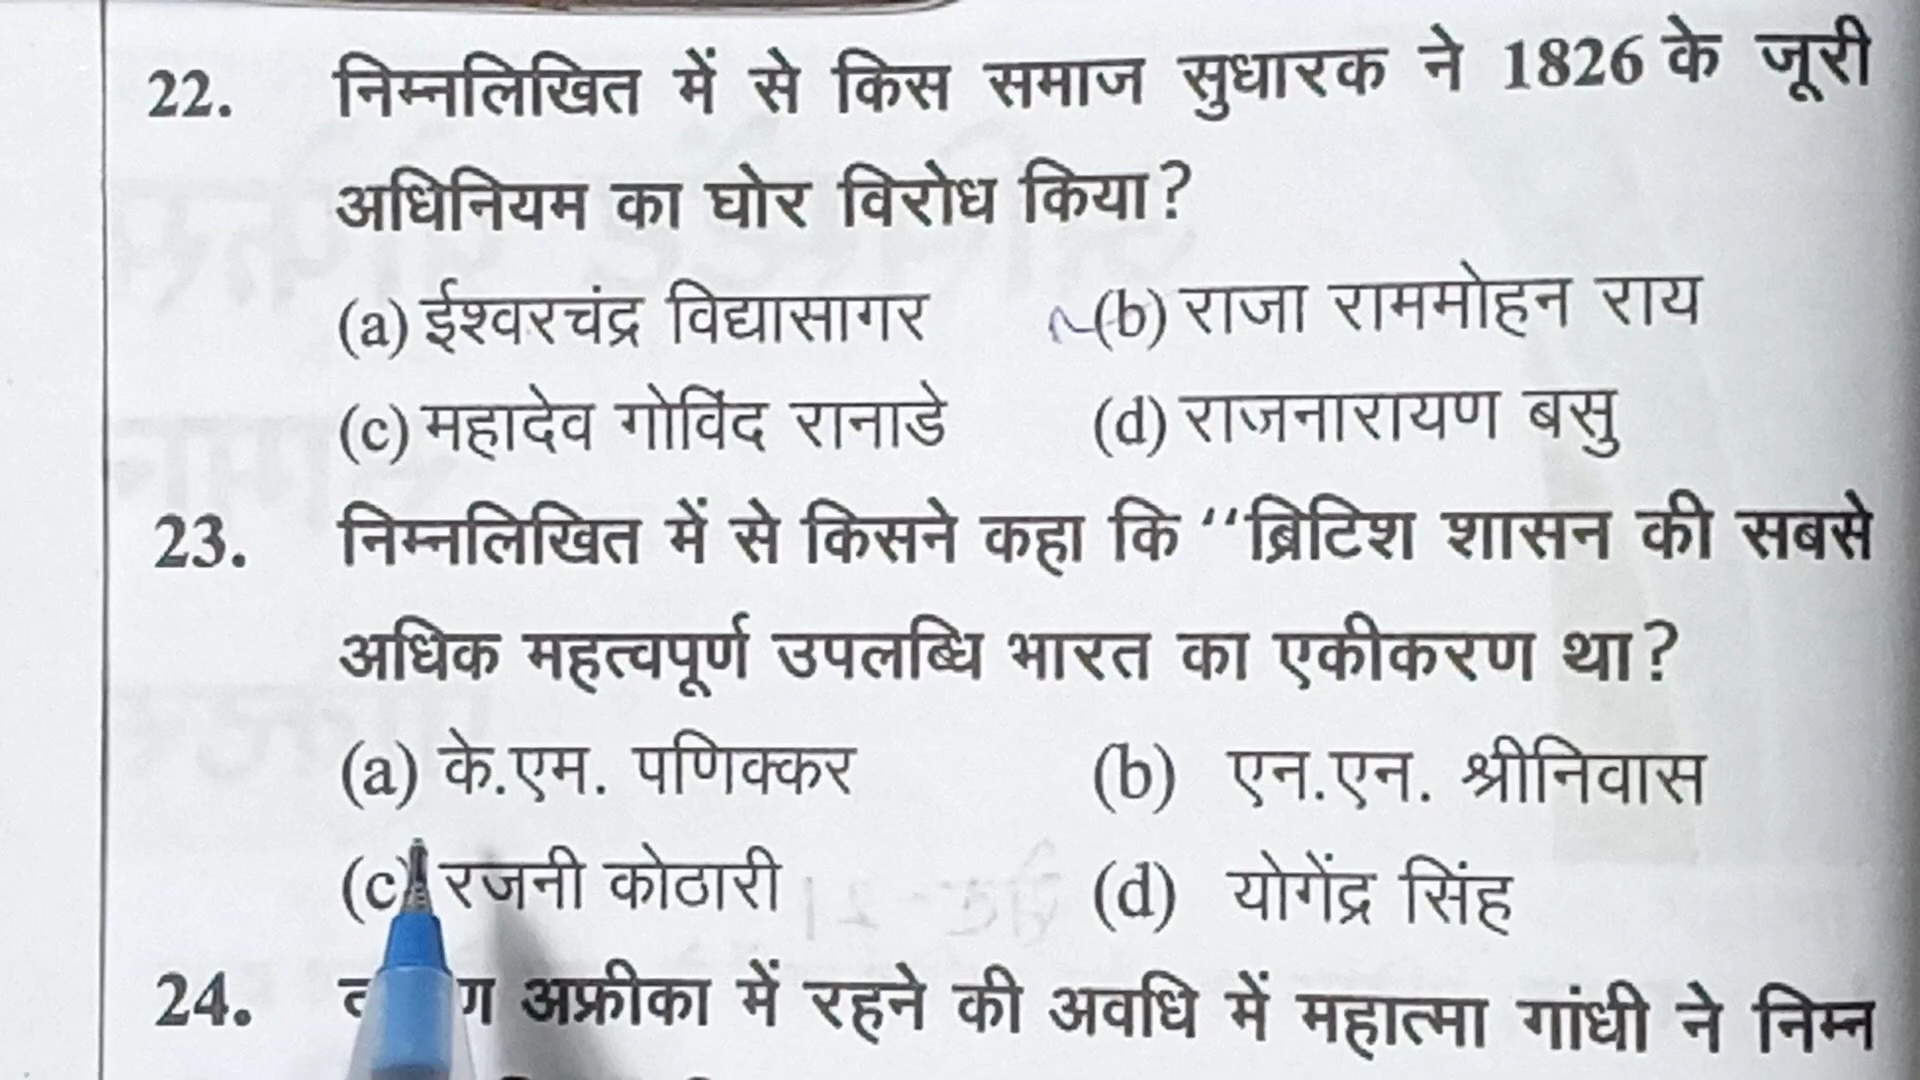 22. निम्नलिखित में से किस समाज सुधारक ने 1826 के जूरी
अधिनियम का घोर विरोध किया?
(a) ईश्वरचंद्र विद्यासागर (b) राजा राममोहन राय
(c) महादेव गोविंद रानाडे (d) राजनारायण बसु
23. निम्नलिखित में से किसने कहा कि “ब्रिटिश शासन की सबसे
अधिक महत्वपूर्ण उपलब्धि भारत का एकीकरण था?
(a) के.एम. पणिक्कर (b) एन.एन. श्रीनिवास
(c) रजनी कोठारी (d) योगेंद्र सिंह
24. अफ्रीका में रहने की अवधि में महात्मा गांधी ने निम्न